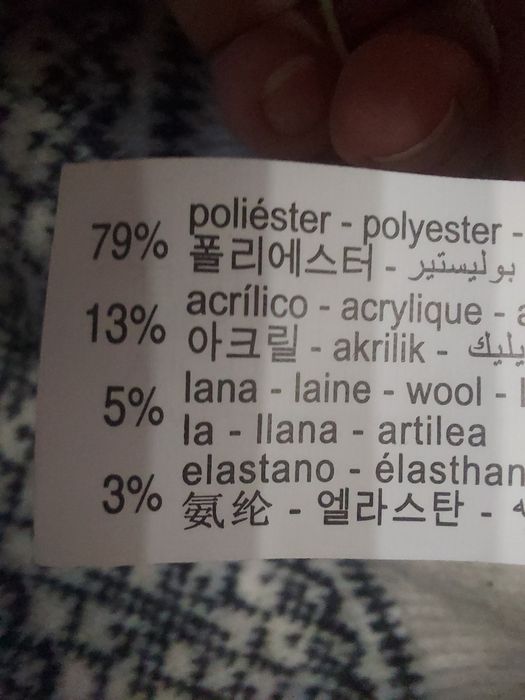 79% poliéster - polyester -
폴리에스터 - بوليستير
13% acrílico - acrylique -
아크릴 - akrilik -
5% lana - laine - wool -
la - llana - artilea
3% elastano - élasthan
氨纶 - 엘라스탄 -